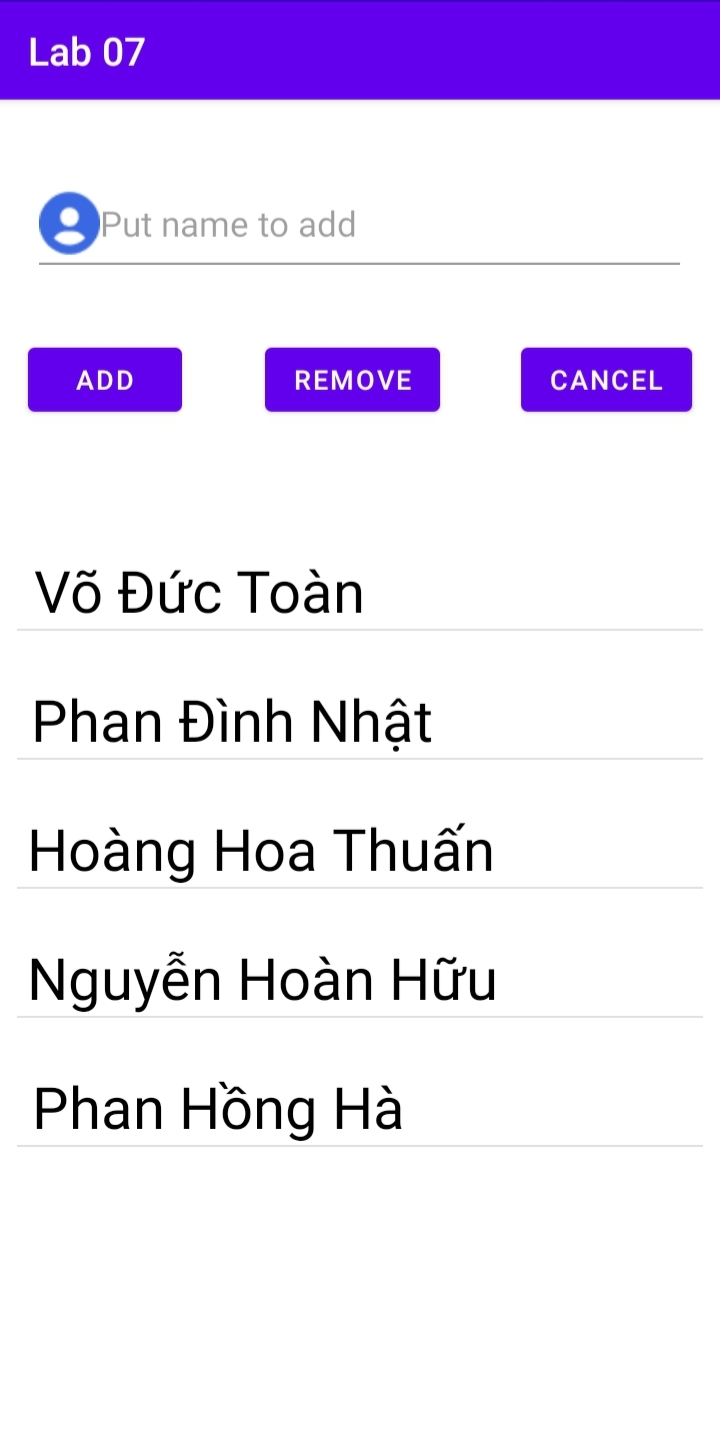 Lab 07
Put name to add
ADD REMOVE CANCEL
Võ Đức Toàn
Phan Đình Nhật
Hoàng Hoa Thuấn
Nguyễn Hoàn Hữu
Phan Hồng Hà